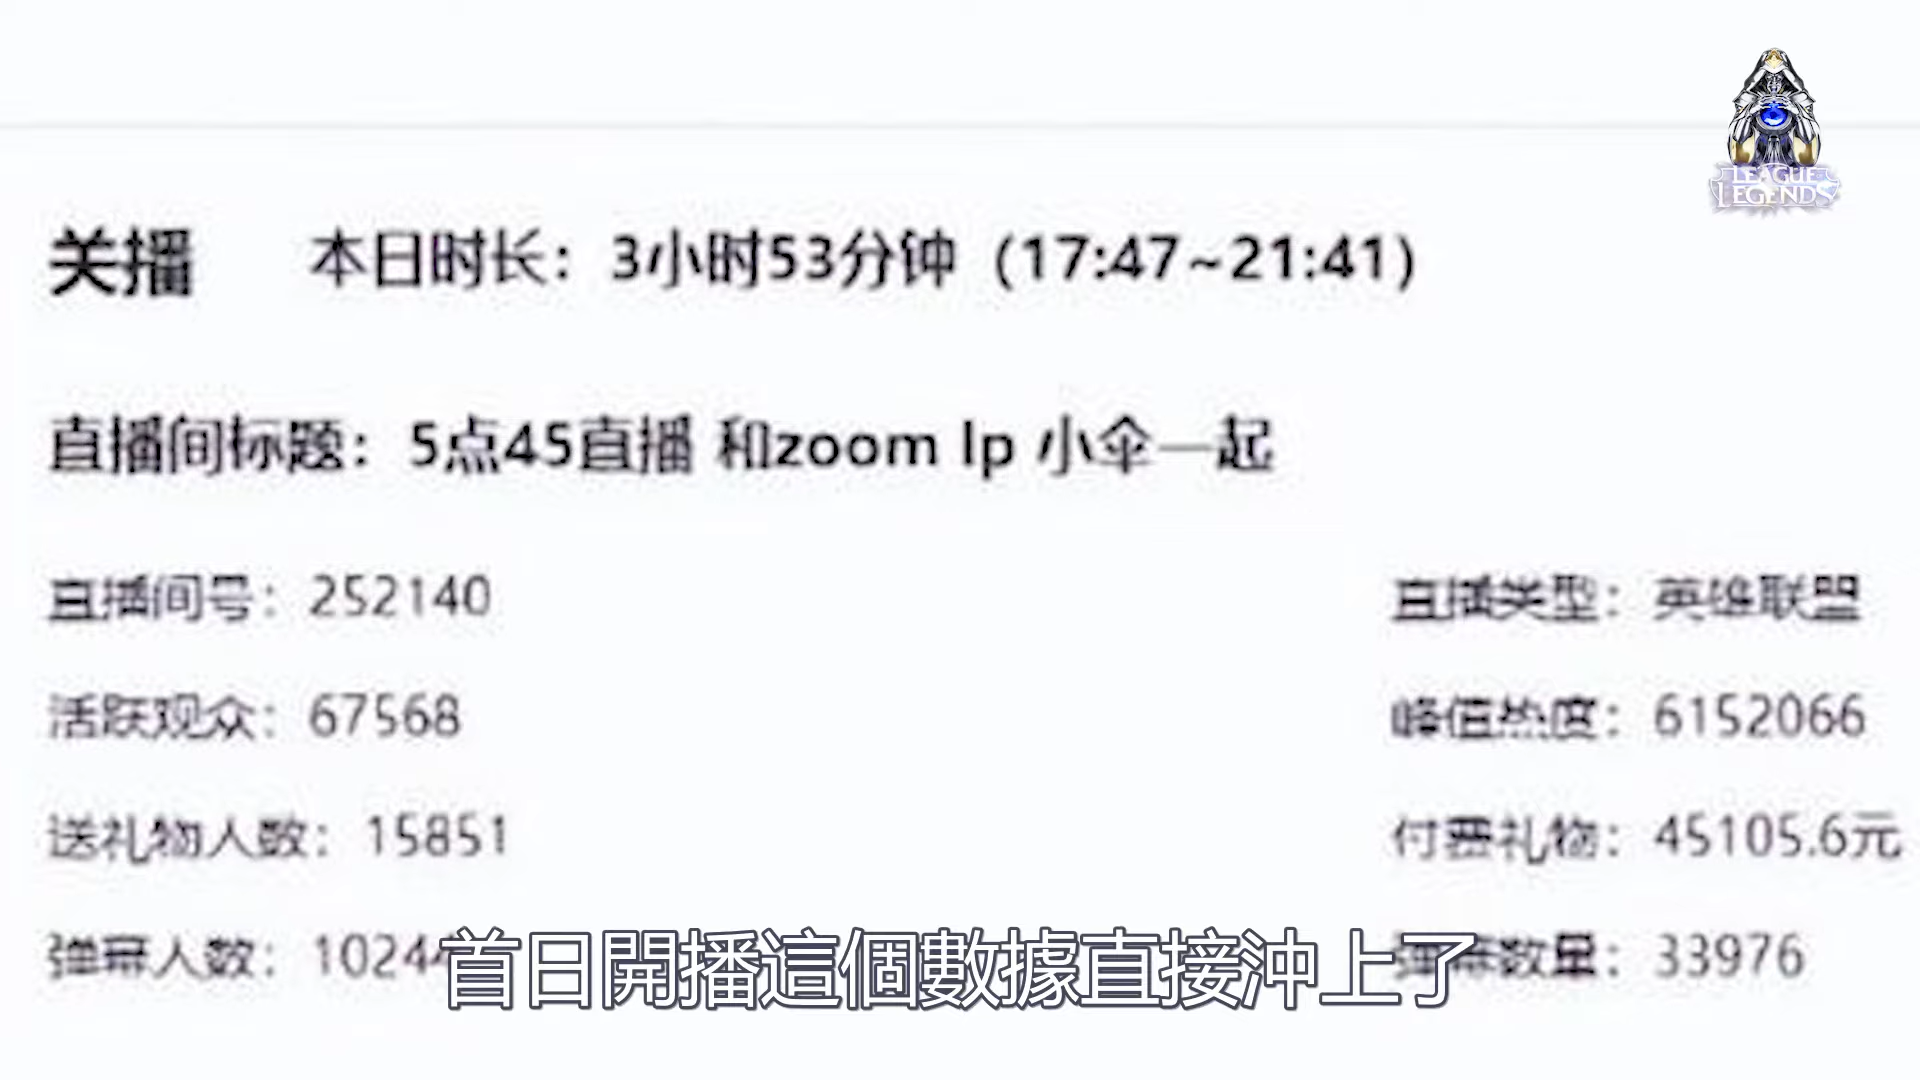 LEAGUE
LEGENDS
关播 本日时长：3小时53分钟（17:47~21:41）
直播间标题：5点45直播 和zoom lp 小伞一起
直播间号：252140 直播类型：英雄联盟
活跃观众：67568 峰值热度：6152066
送礼物人数：15851 付费礼物：45105.6元
弹幕人数： 弹幕数量：33976
首日開播這個數據直接沖上了